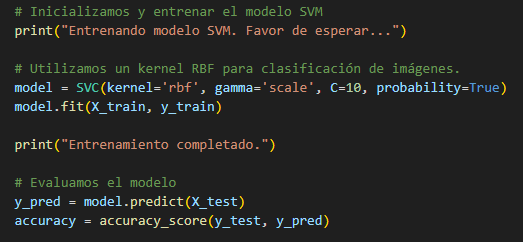 # Inicializamos y entrenar el modelo SVM
print("Entrenando modelo SVM. Favor de esperar...")
# Utilizamos un kernel RBF para clasificación de imágenes.
model = SVC(kernel='rbf', gamma='scale', C=10, probability=True)
model.fit(X_train, y_train)
print("Entrenamiento completado.")
# Evaluamos el modelo
y_pred = model.predict(X_test)
accuracy = accuracy_score(y_test, y_pred)